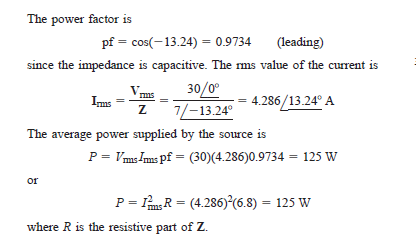 The power factor is
pf = cos(−13.24) = 0.9734 (leading)
since the impedance is capacitive. The rms value of the current is
Irms = Vrms/Z = 30/0° / 7/−13.24° = 4.286/13.24° A
The average power supplied by the source is
P = VrmsIrms pf = (30)(4.286)0.9734 = 125 W
or
P = I²rmsR = (4.286)²(6.8) = 125 W
where R is the resistive part of Z.